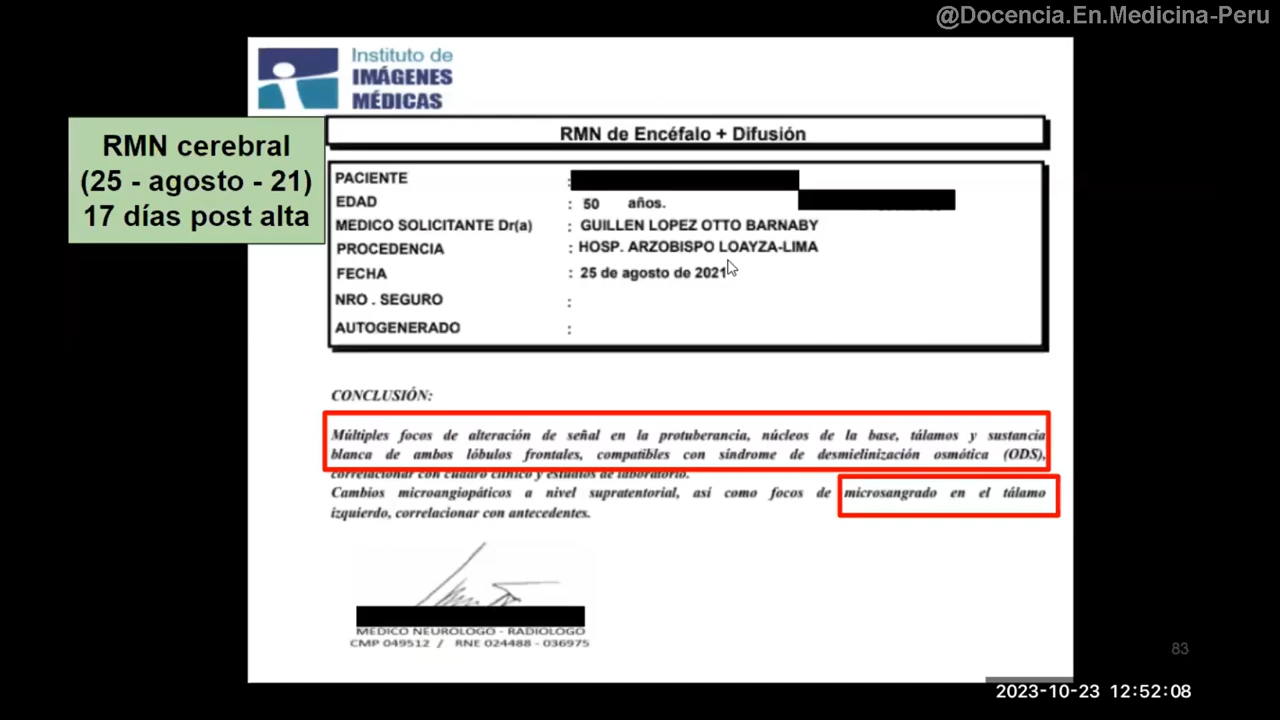 @Docencia.En.Medicina-Peru
Instituto de
IMÁGENES
MÉDICAS
RMN cerebral
(25 - agosto - 21)
17 días post alta
RMN de Encéfalo + Difusión
PACIENTE :
EDAD : 50 años.
MEDICO SOLICITANTE Dr(a) : GUILLEN LOPEZ OTTO BARNABY
PROCEDENCIA : HOSP. ARZOBISPO LOAYZA-LIMA
FECHA : 25 de agosto de 2021
NRO . SEGURO :
AUTOGENERADO :
CONCLUSIÓN:
Múltiples focos de alteración de señal en la protuberancia, núcleos de la base, tálamos y sustancia
blanca de ambos lóbulos frontales, compatibles con síndrome de desmielinización osmótica (ODS),
correlacionar con cuadro clínico y estudios de laboratorio.
Cambios microangiopáticos a nivel supratentorial, así como focos de microsangrado en el tálamo
izquierdo, correlacionar con antecedentes.
MEDICO NEUROLOGO - RADIOLOGO
CMP 049512 / RNE 024488 - 036975
83
2023-10-23 12:52:08